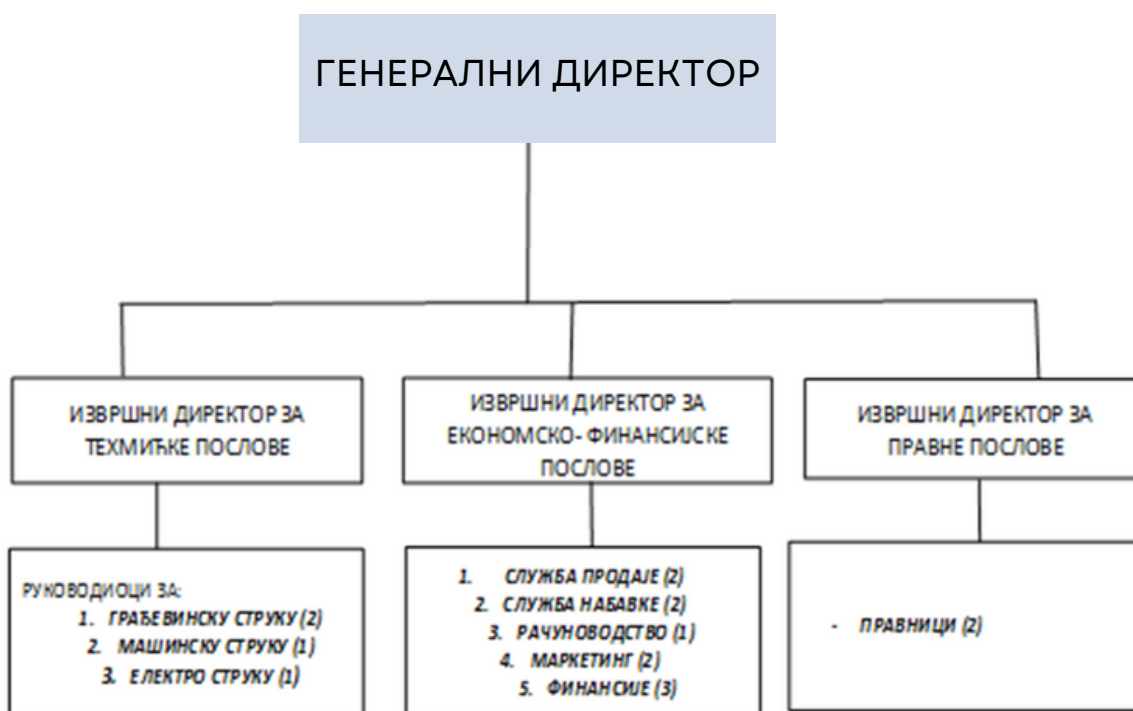 ГЕНЕРАЛНИ ДИРЕКТОР
ИЗВРШНИ ДИРЕКТОР ЗА
ТЕХМИЋКЕ ПОСЛОВЕ
ИЗВРШНИ ДИРЕКТОР ЗА
ЕКОНОМСКО- ФИНАНСИЈСКЕ
ПОСЛОВЕ
ИЗВРШНИ ДИРЕКТОР ЗА
ПРАВНЕ ПОСЛОВЕ
РУКОВОДИОЦИ ЗА:
1. ГРАЂЕВИНСКУ СТРУКУ (2)
2. МАШИНСКУ СТРУКУ (1)
3. ЕЛЕКТРО СТРУКУ (1)
1. СЛУЖБА ПРОДАЈЕ (2)
2. СЛУЖБА НАБАВКЕ (2)
3. РАЧУНОВОДСТВО (1)
4. МАРКЕТИНГ (2)
5. ФИНАНСИЈЕ (3)
- ПРАВНИЦИ (2)